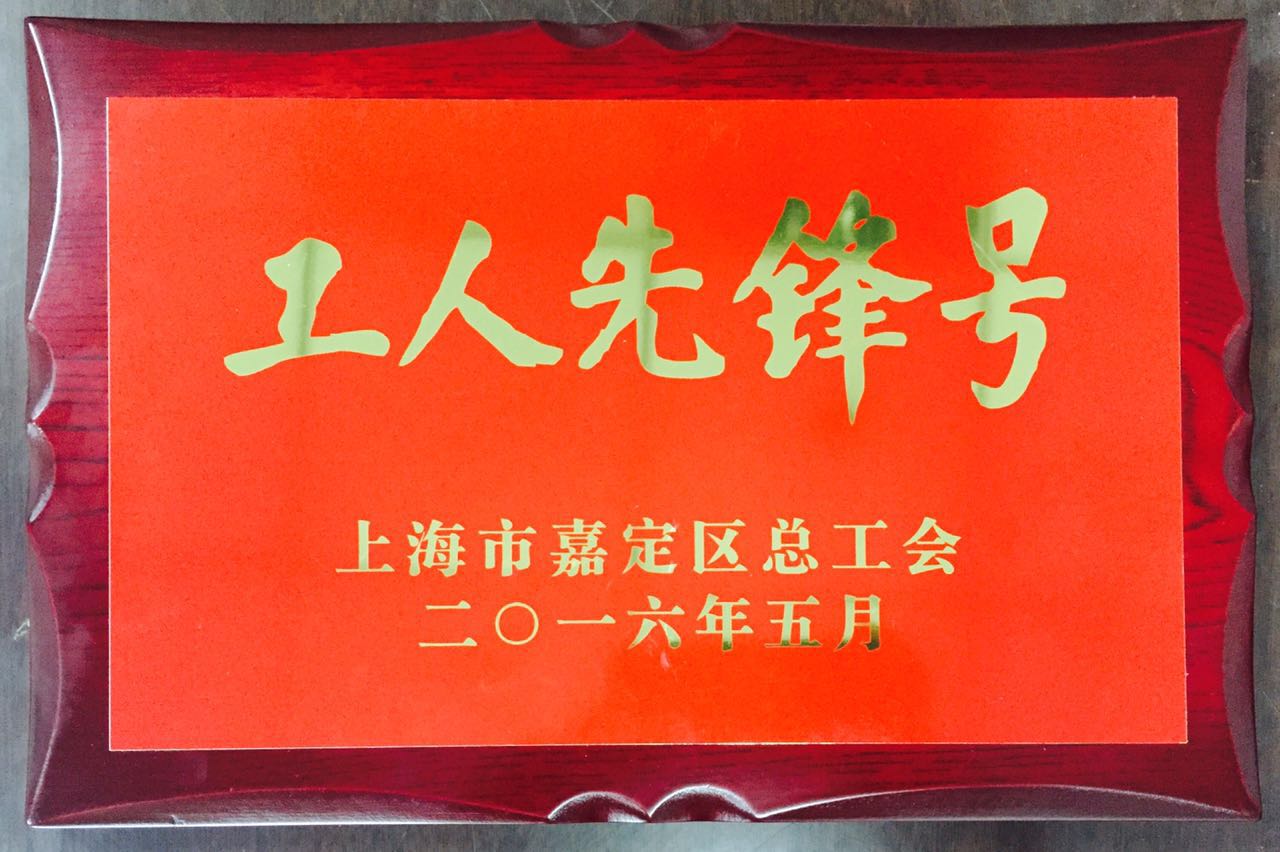 工人先锋号
上海市嘉定区总工会
二〇一六年五月